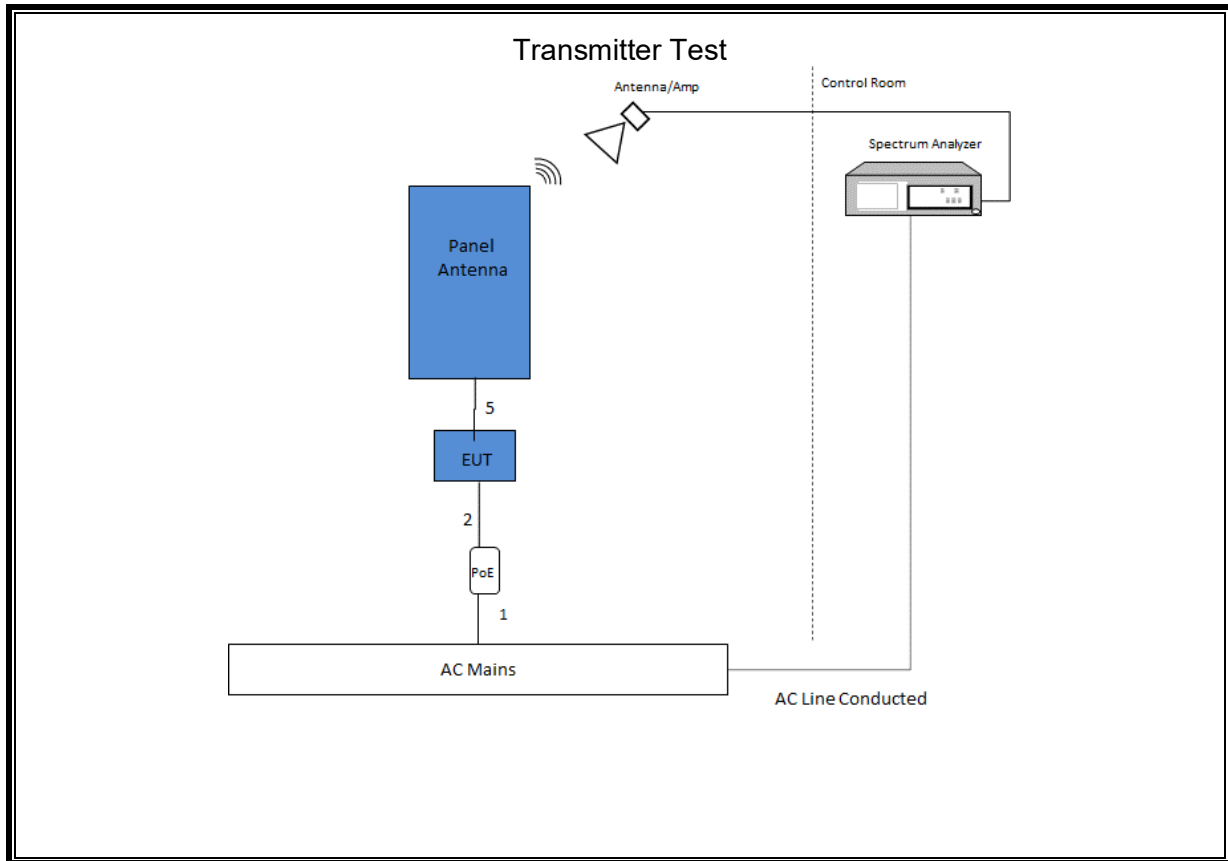 Transmitter Test
Antenna/Amp
Control Room
Spectrum Analyzer
Panel
Antenna
5
EUT
2
PoE
1
AC Mains
AC Line Conducted